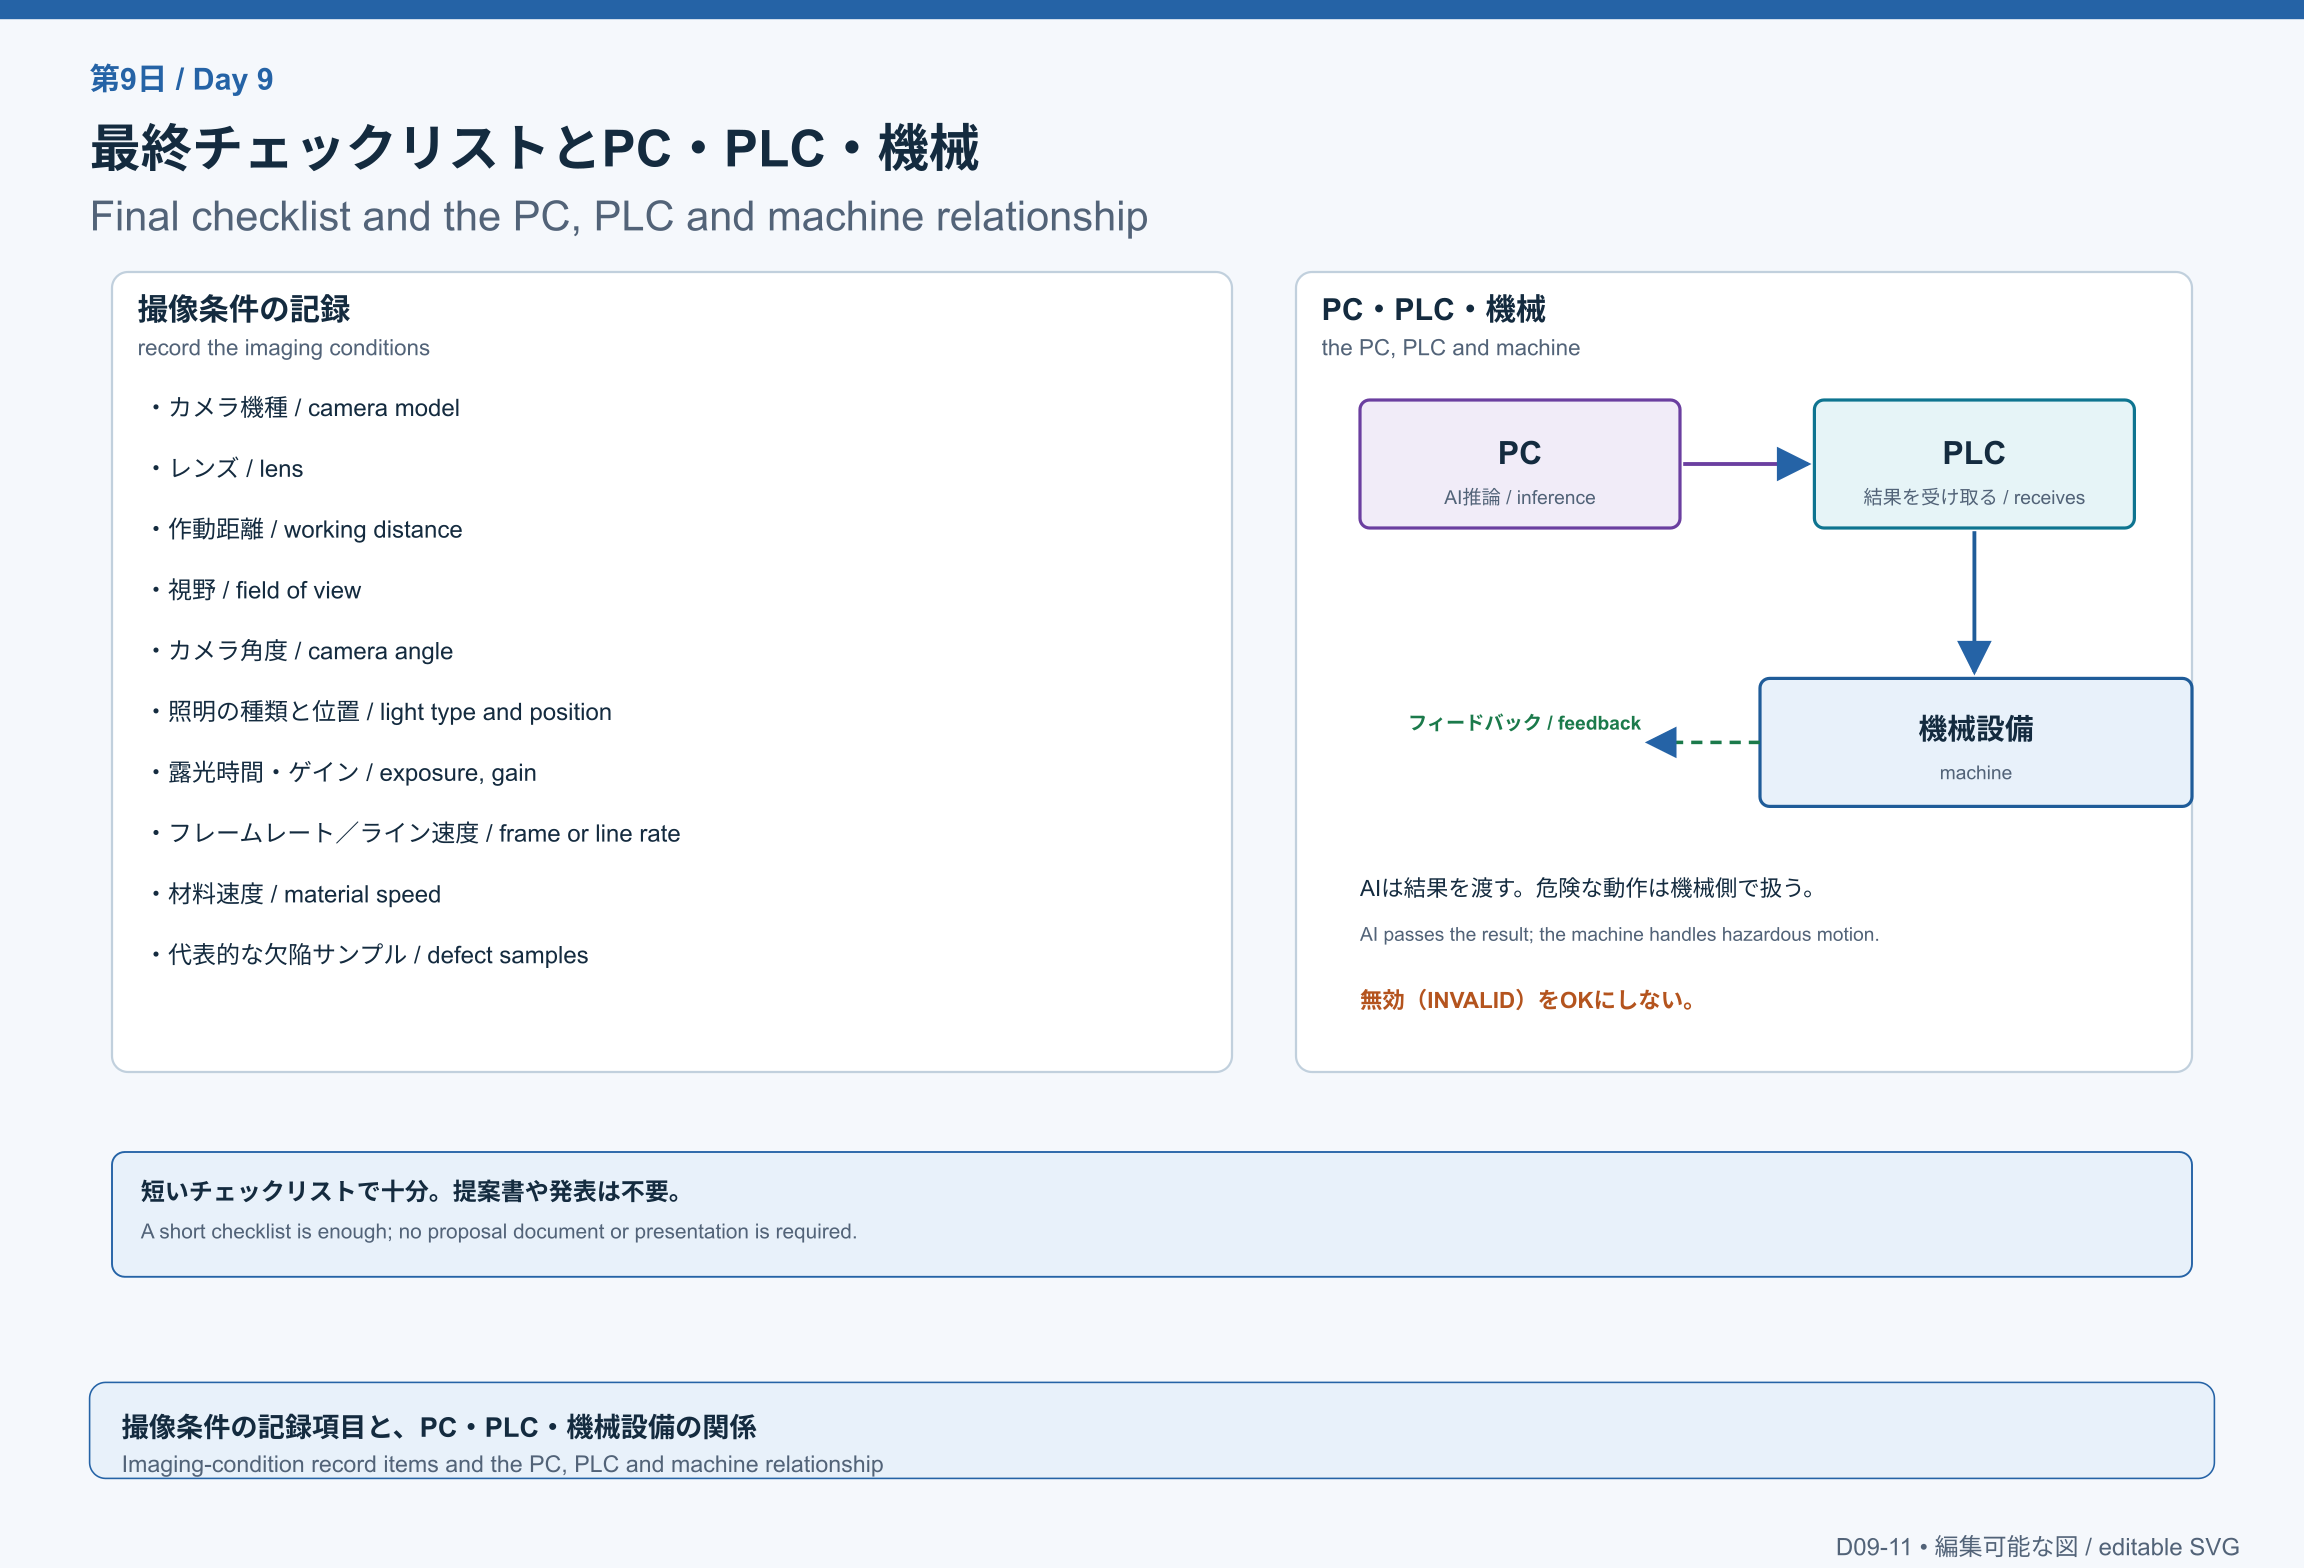 第9日 / Day 9
最終チェックリストとPC・PLC・機械
Final checklist and the PC, PLC and machine relationship
撮像条件の記録
record the imaging conditions
・カメラ機種 / camera model
・レンズ / lens
・作動距離 / working distance
・視野 / field of view
・カメラ角度 / camera angle
・照明の種類と位置 / light type and position
・露光時間・ゲイン / exposure, gain
・フレームレート／ライン速度 / frame or line rate
・材料速度 / material speed
・代表的な欠陥サンプル / defect samples
PC・PLC・機械
the PC, PLC and machine
PC
AI推論 / inference
PLC
結果を受け取る / receives
フィードバック / feedback
機械設備
machine
AIは結果を渡す。危険な動作は機械側で扱う。
AI passes the result; the machine handles hazardous motion.
無効（INVALID）をOKにしない。
短いチェックリストで十分。提案書や発表は不要。
A short checklist is enough; no proposal document or presentation is required.
撮像条件の記録項目と、PC・PLC・機械設備の関係
Imaging-condition record items and the PC, PLC and machine relationship
D09-11 • 編集可能な図 / editable SVG